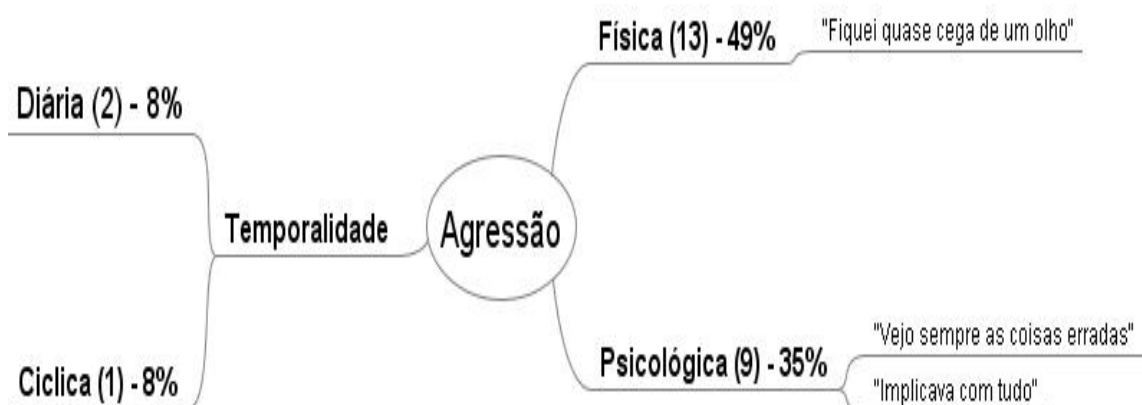 Física (13) - 49%
"Fiquei quase cega de um olho"
Diária (2) - 8%
Temporalidade
Agressão
Psicológica (9) - 35%
"Vejo sempre as coisas erradas"
"Implicava com tudo"
Ciclica (1) - 8%